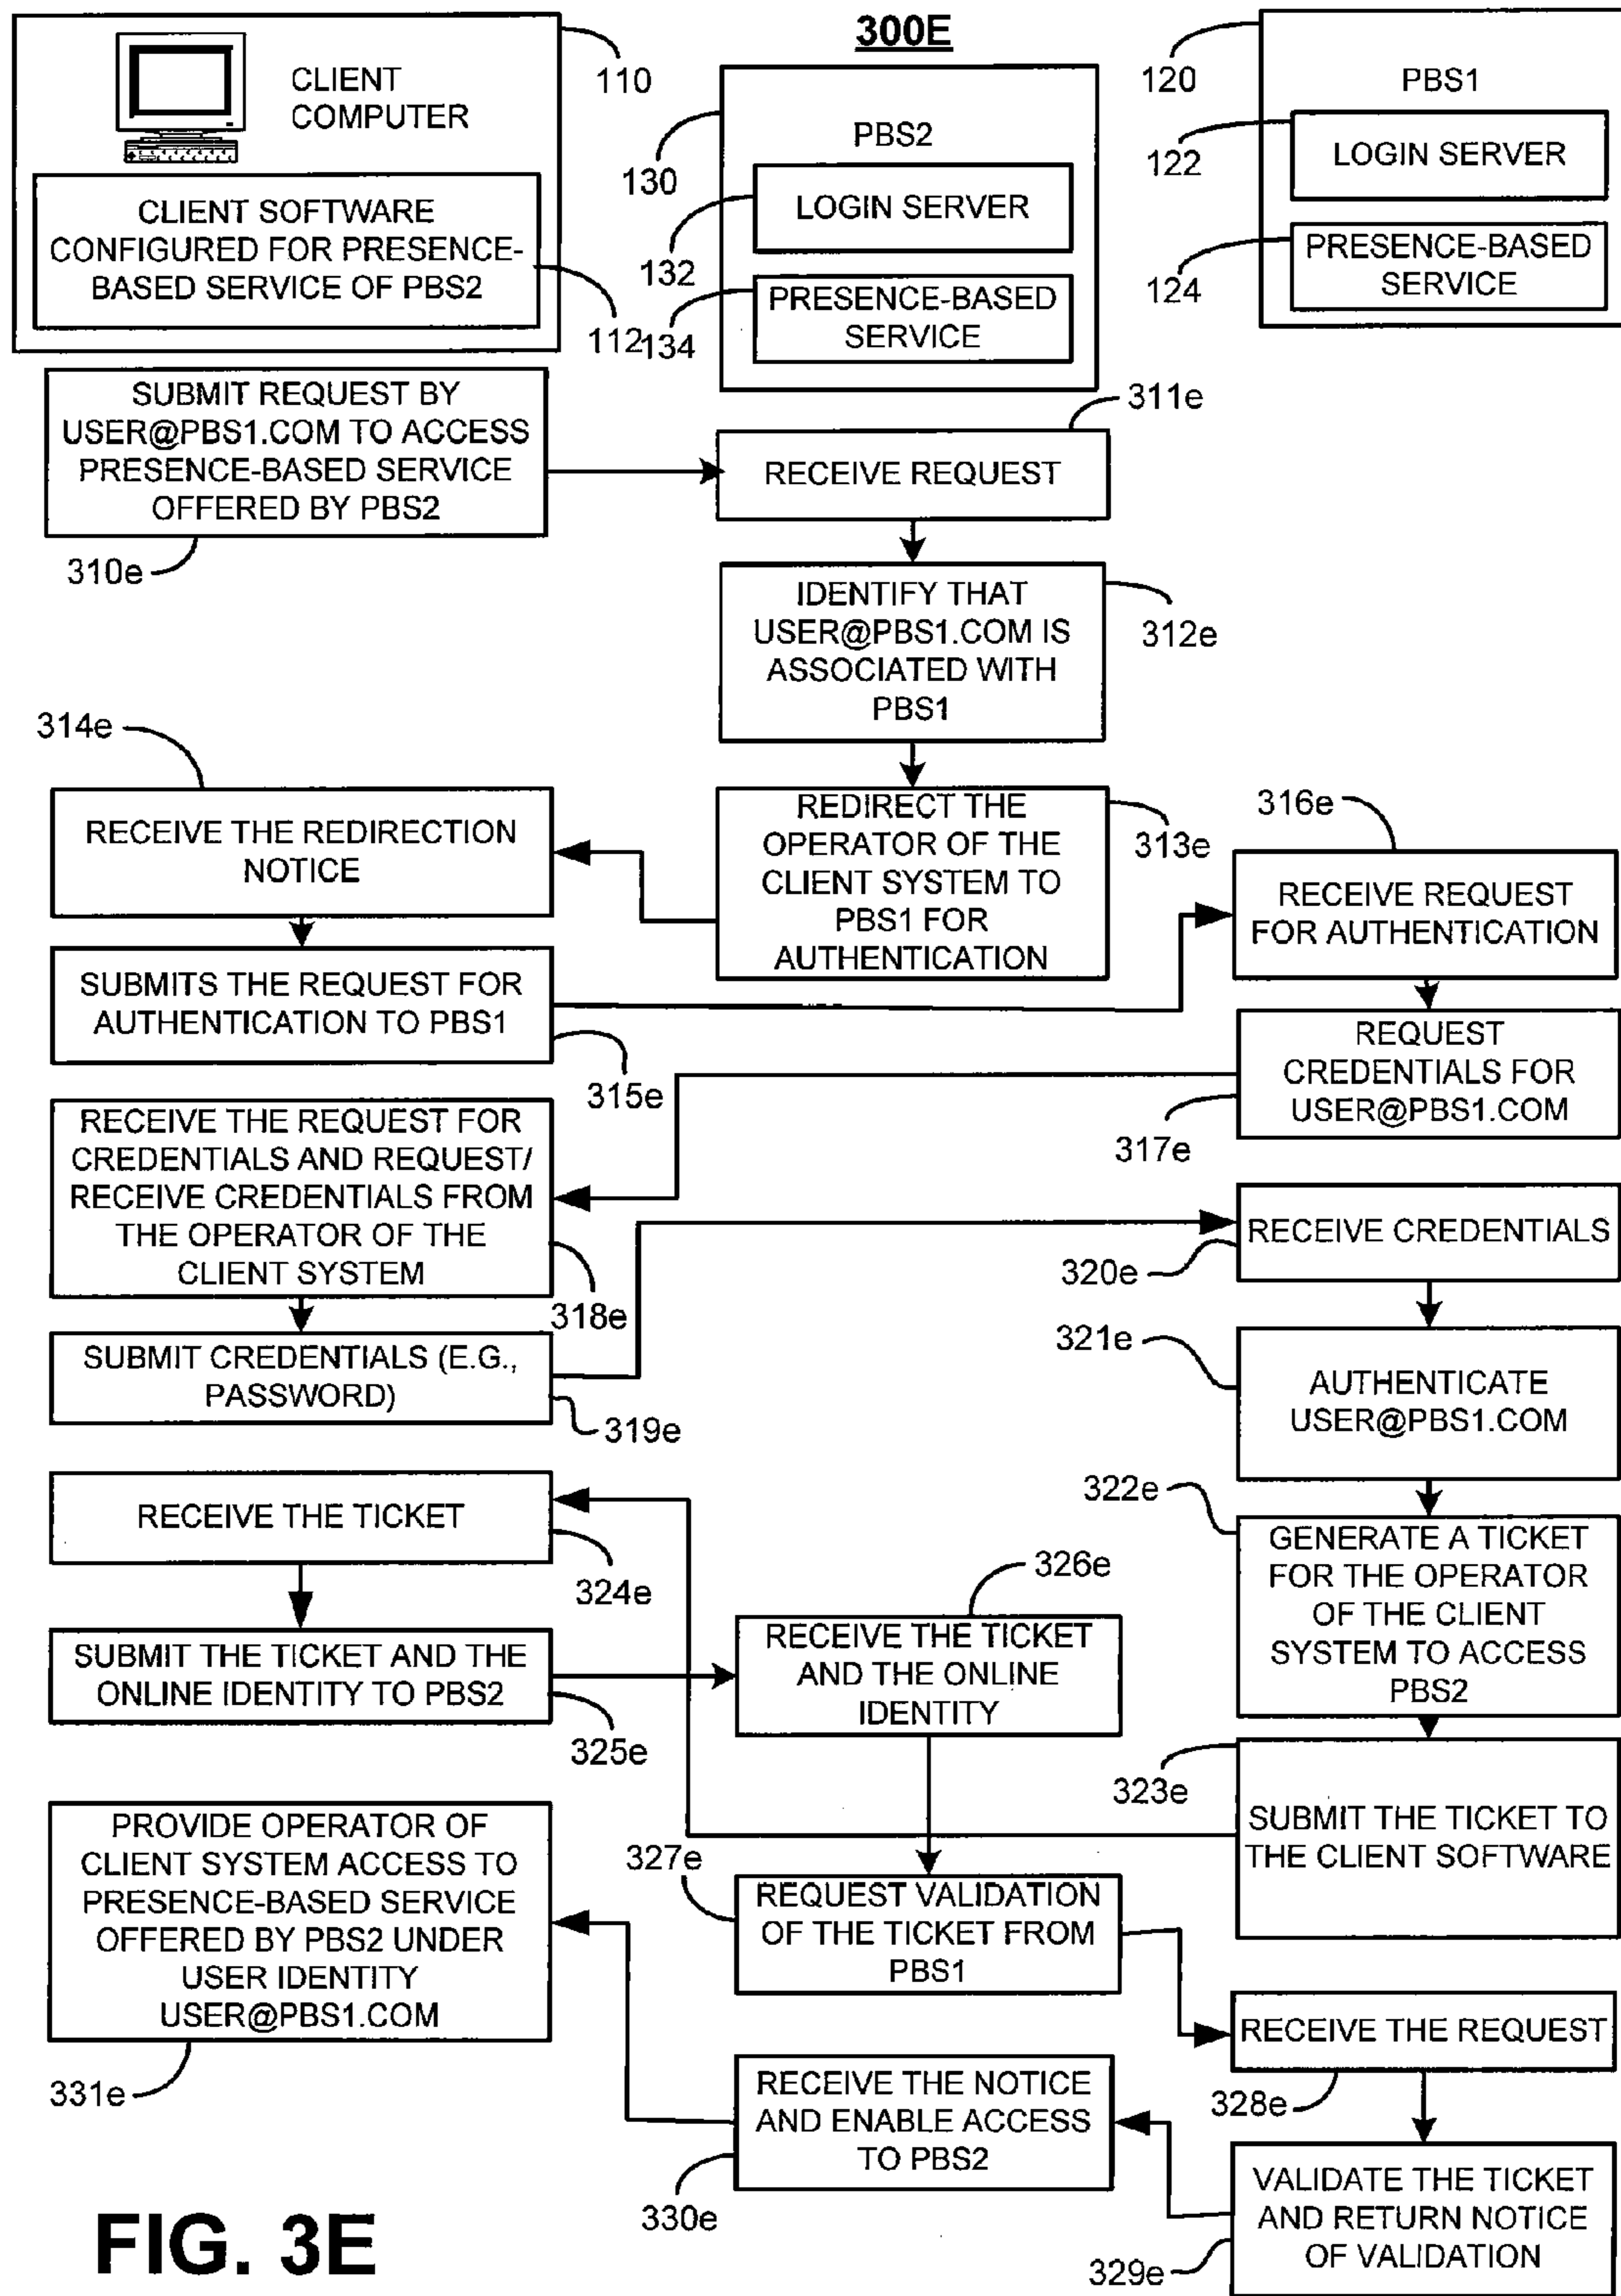 300E
CLIENT
COMPUTER
110
CLIENT SOFTWARE
CONFIGURED FOR PRESENCE-
BASED SERVICE OF PBS2
112
PBS2
130
LOGIN SERVER
132
PRESENCE-BASED
SERVICE
134
120
PBS1
122
LOGIN SERVER
124
PRESENCE-BASED
SERVICE
SUBMIT REQUEST BY
USER@PBS1.COM TO ACCESS
PRESENCE-BASED SERVICE
OFFERED BY PBS2
310e
311e
RECEIVE REQUEST
IDENTIFY THAT
USER@PBS1.COM IS
ASSOCIATED WITH
PBS1
312e
REDIRECT THE
OPERATOR OF THE
CLIENT SYSTEM TO
PBS1 FOR
AUTHENTICATION
313e
314e
RECEIVE THE REDIRECTION
NOTICE
SUBMITS THE REQUEST FOR
AUTHENTICATION TO PBS1
315e
316e
RECEIVE REQUEST
FOR AUTHENTICATION
REQUEST
CREDENTIALS FOR
USER@PBS1.COM
317e
RECEIVE THE REQUEST FOR
CREDENTIALS AND REQUEST/
RECEIVE CREDENTIALS FROM
THE OPERATOR OF THE
CLIENT SYSTEM
318e
SUBMIT CREDENTIALS (E.G.,
PASSWORD)
319e
RECEIVE CREDENTIALS
320e
321e
AUTHENTICATE
USER@PBS1.COM
322e
GENERATE A TICKET
FOR THE OPERATOR
OF THE CLIENT
SYSTEM TO ACCESS
PBS2
323e
SUBMIT THE TICKET TO
THE CLIENT SOFTWARE
RECEIVE THE TICKET
324e
SUBMIT THE TICKET AND THE
ONLINE IDENTITY TO PBS2
325e
326e
RECEIVE THE TICKET
AND THE ONLINE
IDENTITY
327e
REQUEST VALIDATION
OF THE TICKET FROM
PBS1
RECEIVE THE REQUEST
328e
VALIDATE THE TICKET
AND RETURN NOTICE
OF VALIDATION
329e
RECEIVE THE NOTICE
AND ENABLE ACCESS
TO PBS2
330e
PROVIDE OPERATOR OF
CLIENT SYSTEM ACCESS TO
PRESENCE-BASED SERVICE
OFFERED BY PBS2 UNDER
USER IDENTITY
USER@PBS1.COM
331e
FIG. 3E